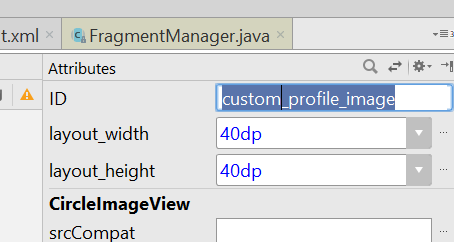 t.xml FragmentManager.java
Attributes
ID custom_profile_image
layout_width 40dp
layout_height 40dp
CircleImageView
srcCompat